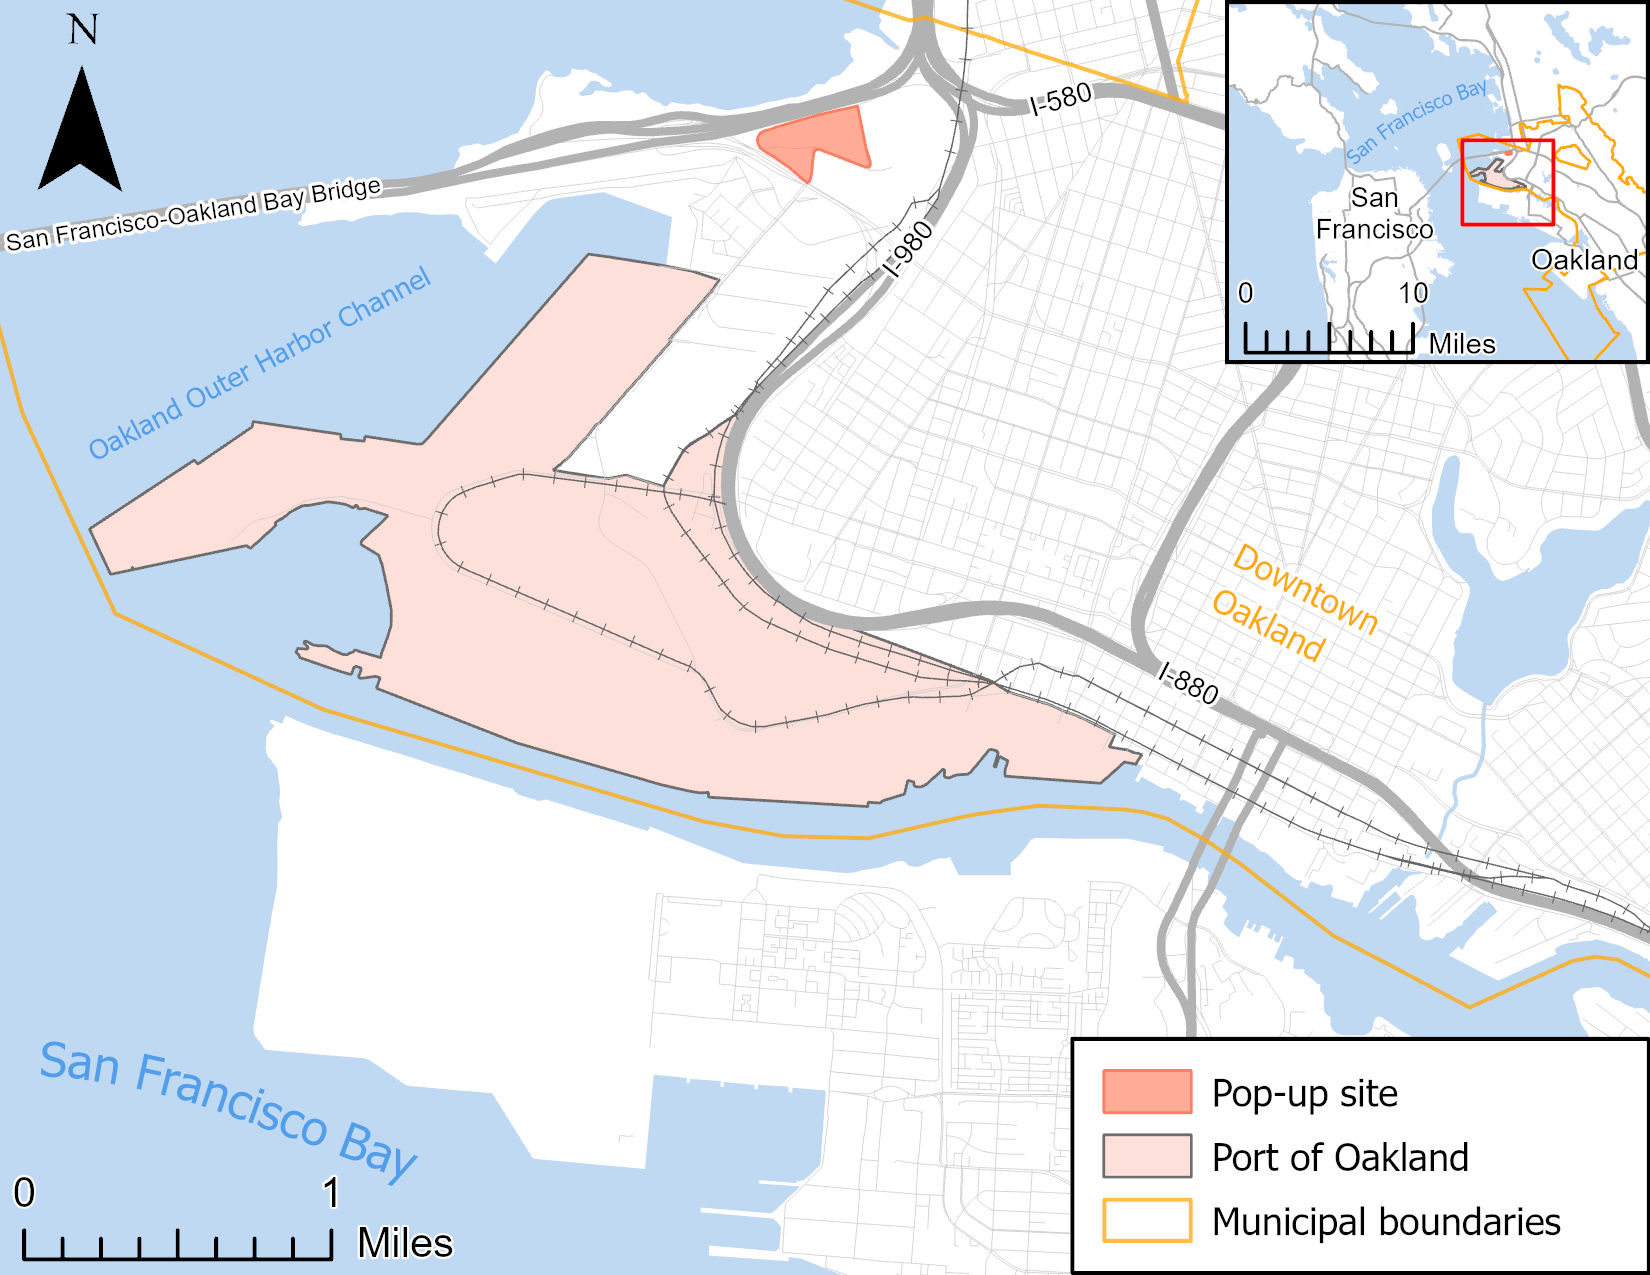 N
I-580
San Francisco-Oakland Bay Bridge
I-980
Oakland Outer Harbor Channel
San Francisco Bay
San
Francisco
Oakland
0 10
Miles
Downtown
Oakland
I-880
San Francisco Bay
0 1
Miles
Pop-up site
Port of Oakland
Municipal boundaries